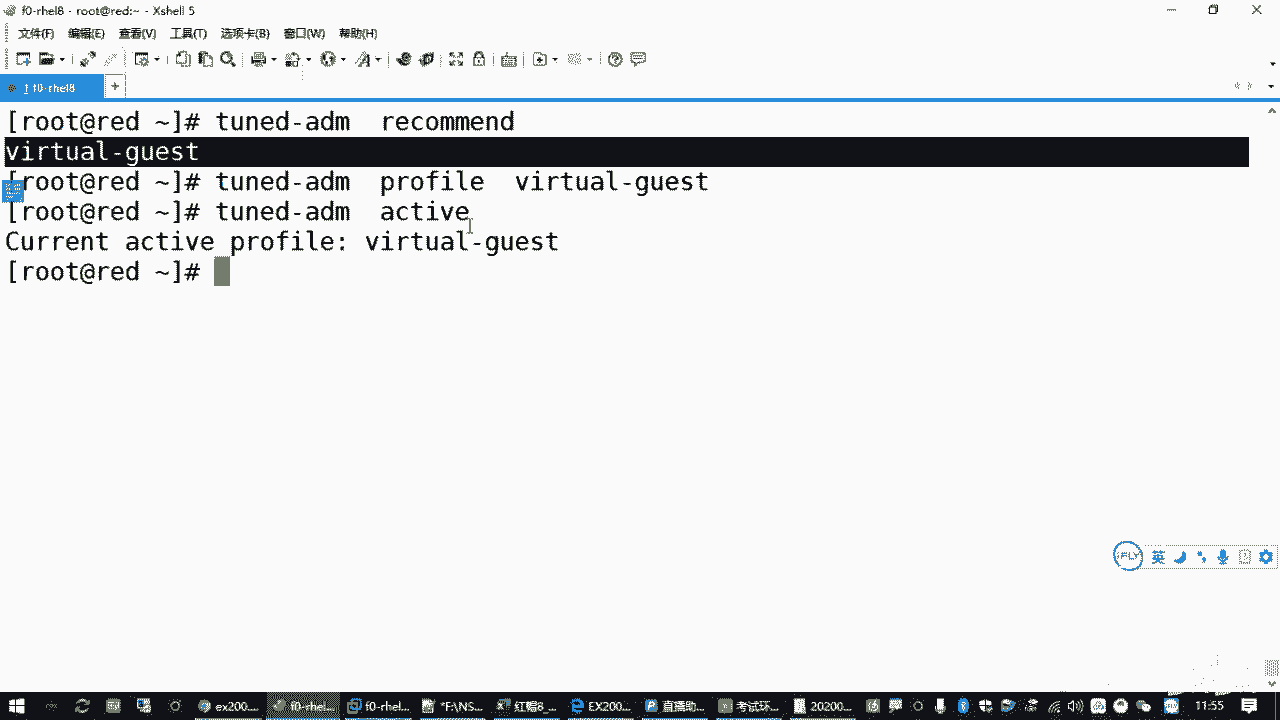 f0-rhel8 - root@red:~ - Xshell 5
文件(F) 编辑(E) 查看(V) 工具(T) 选项卡(B) 窗口(W) 帮助(H)
1 f0-rhel8
[root@red ~]# tuned-adm  recommend
virtual-guest
[root@red ~]# tuned-adm  profile  virtual-guest
[root@red ~]# tuned-adm  active
Current active profile: virtual-guest
[root@red ~]#
iFLY 英
ex200... f0-rhel... f0-rhel... *F:\NS... 红帽8_... EX200... 直播助... 考试环... 20200... 11:55